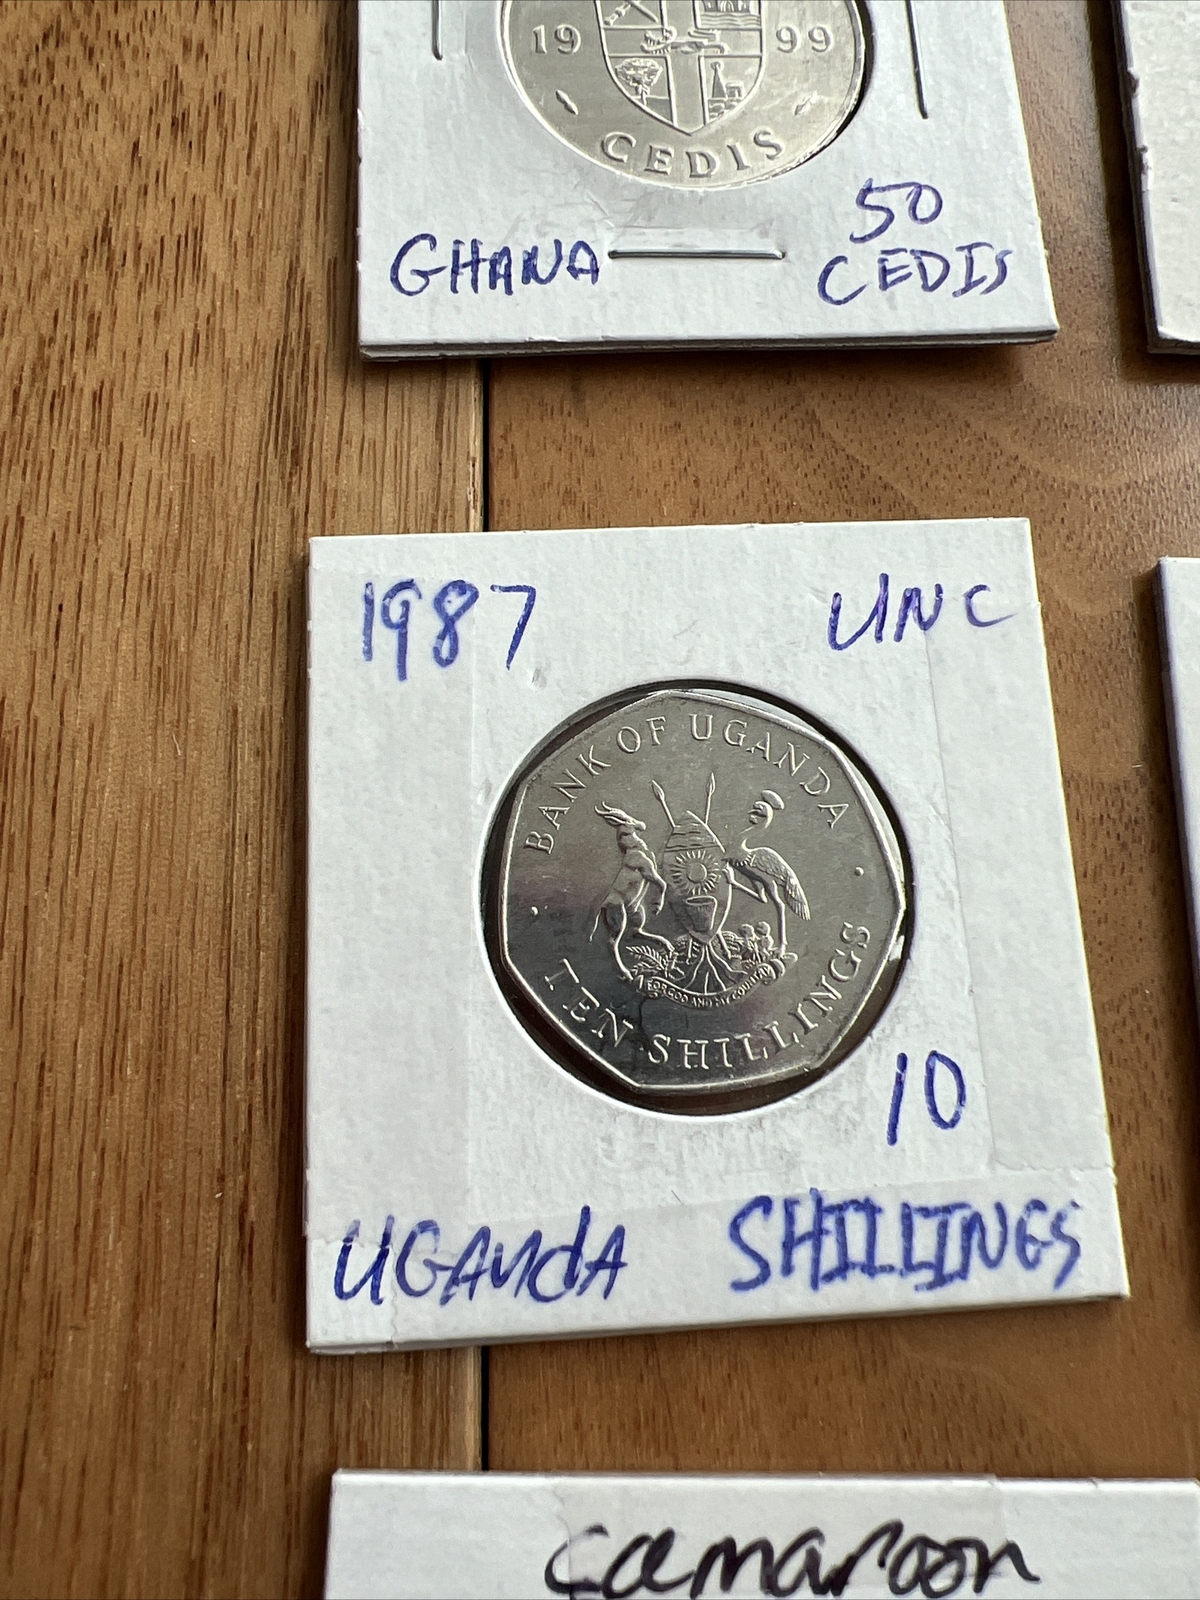 19 99
CEDIS
GHANA
50
CEDIS
1987 UNC
BANK OF UGANDA
FOR GOD AND MY COUNTRY
TEN SHILLINGS
10
UGANdA SHILLINGS
Camaroon